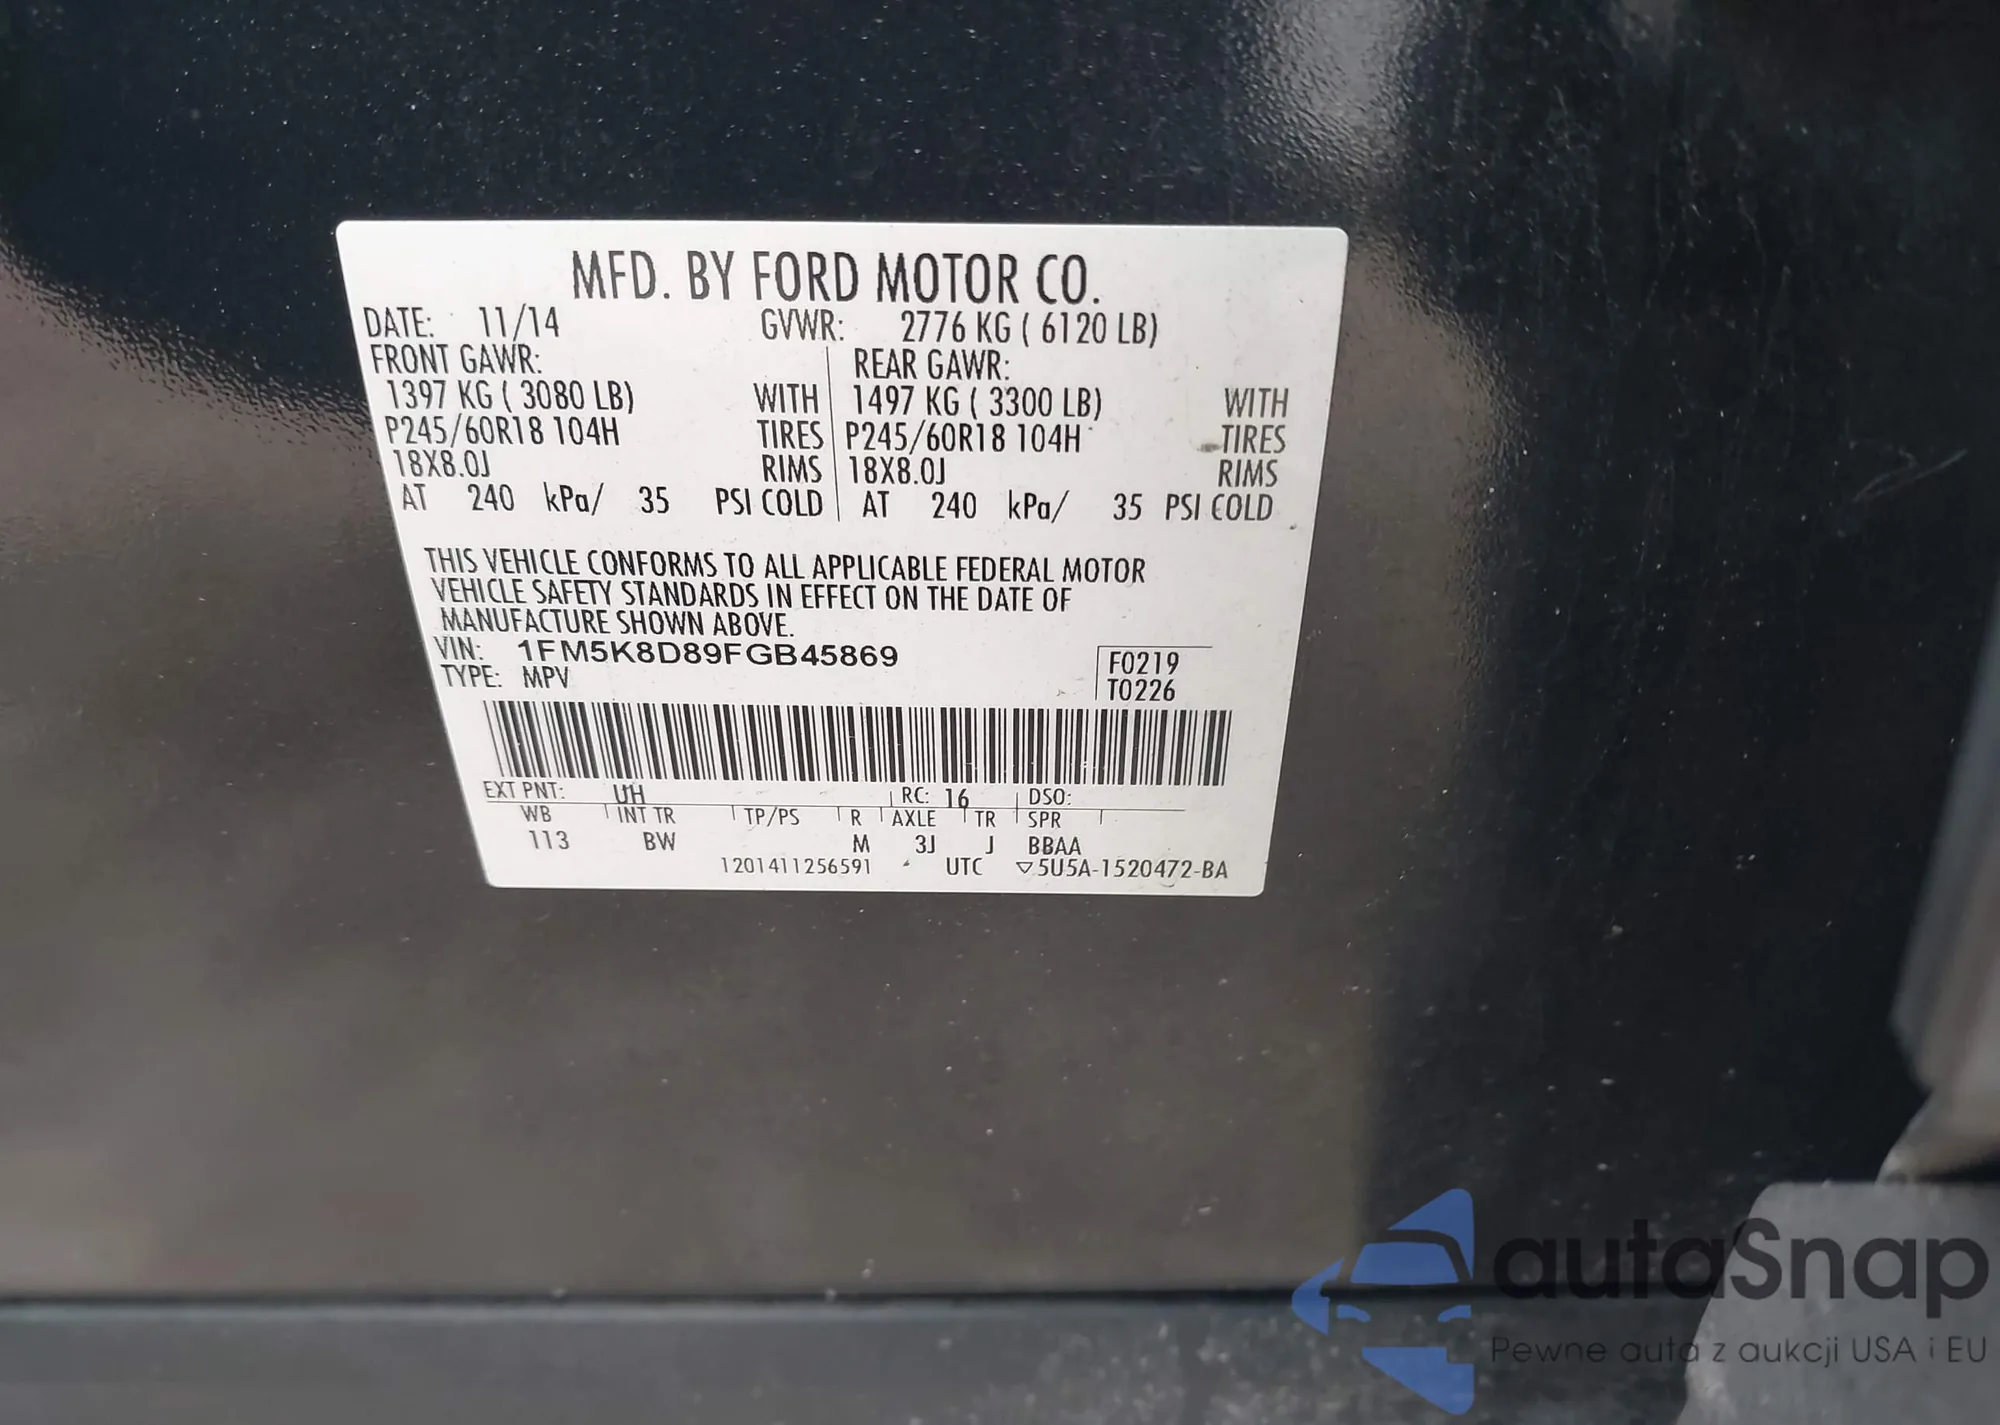 MFD. BY FORD MOTOR CO.
DATE: 11/14 GVWR: 2776 KG ( 6120 LB)
FRONT GAWR: REAR GAWR:
1397 KG ( 3080 LB) WITH 1497 KG ( 3300 LB) WITH
P245/60R18 104H TIRES P245/60R18 104H TIRES
18X8.0J RIMS 18X8.0J RIMS
AT 240 kPa/ 35 PSI COLD AT 240 kPa/ 35 PSI COLD
THIS VEHICLE CONFORMS TO ALL APPLICABLE FEDERAL MOTOR
VEHICLE SAFETY STANDARDS IN EFFECT ON THE DATE OF
MANUFACTURE SHOWN ABOVE.
VIN: 1FM5K8D89FGB45869 F0219
TYPE: MPV T0226
EXT PNT: UH RC: 16 DSO:
WB INT TR TP/PS R AXLE TR SPR
113 BW M 3J J BBAA
1201411256591 UTC ▽5U5A-1520472-BA
autaSnap
Pewne auta z aukcji USA i EU